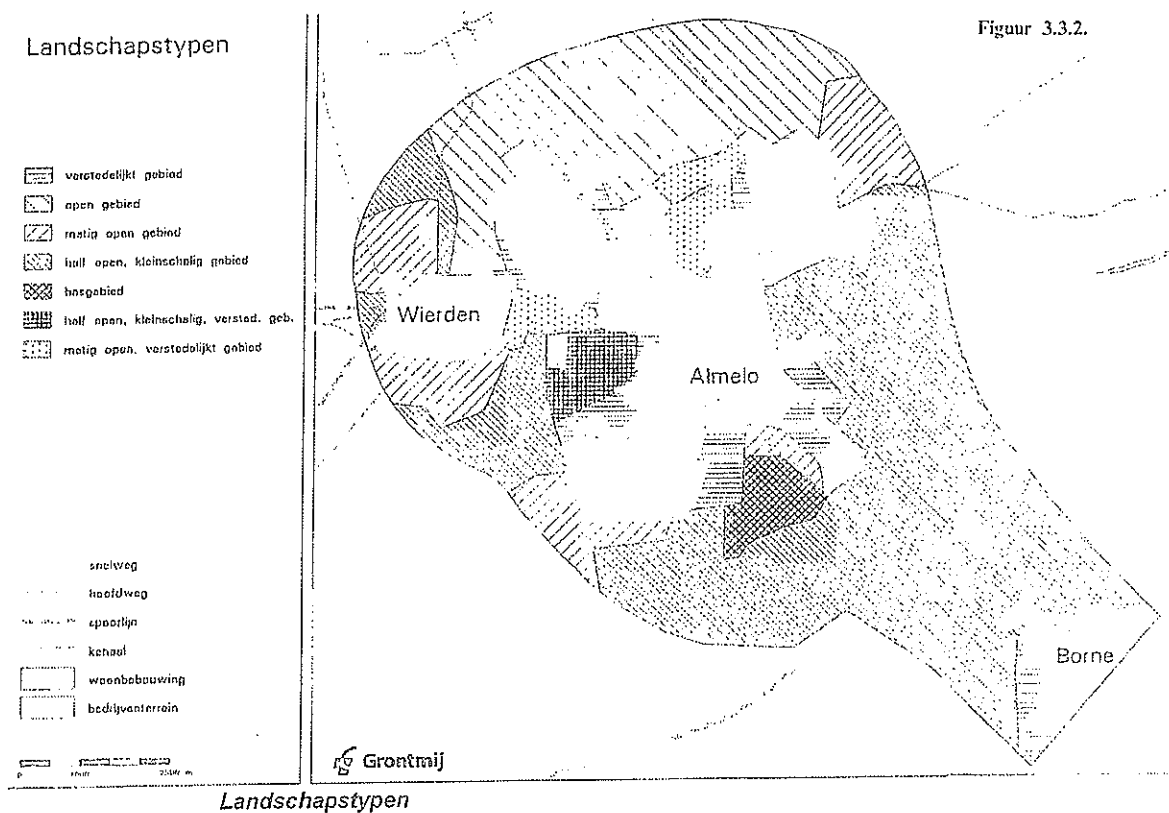 Landschapstypen
Figuur 3.3.2.
verstedelijkt gebied
open gebied
matig open gebied
half open, kleinschalig gebied
bosgebied
half open, kleinschalig, versted. geb.
matig open, verstedelijkt gebied
snelweg
hoofdweg
spoorlijn
kanaal
woonbebouwing
bedrijventerrein
Wierden
Almelo
Borne
Grontmij
Landschapstypen